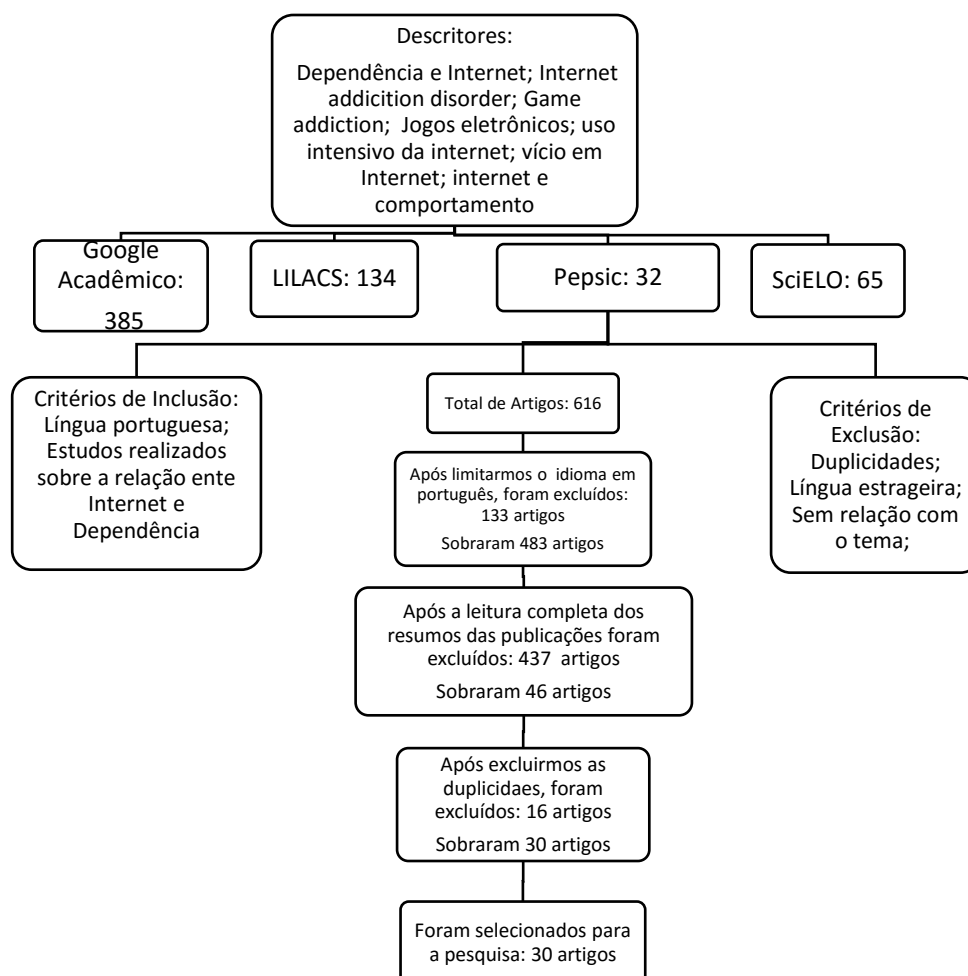 Descritores:
Dependência e Internet; Internet
addicition disorder; Game
addiction; Jogos eletrônicos; uso
intensivo da internet; vício em
Internet; internet e
comportamento
Google
Acadêmico:
385
LILACS: 134
Pepsic: 32
SciELO: 65
Critérios de Inclusão:
Língua portuguesa;
Estudos realizados
sobre a relação ente
Internet e
Dependência
Total de Artigos: 616
Critérios de
Exclusão:
Duplicidades;
Língua estrageira;
Sem relação com
o tema;
Após limitarmos o idioma em
português, foram excluídos:
133 artigos
Sobraram 483 artigos
Após a leitura completa dos
resumos das publicações foram
excluídos: 437 artigos
Sobraram 46 artigos
Após excluirmos as
duplicidaes, foram
excluídos: 16 artigos
Sobraram 30 artigos
Foram selecionados para
a pesquisa: 30 artigos